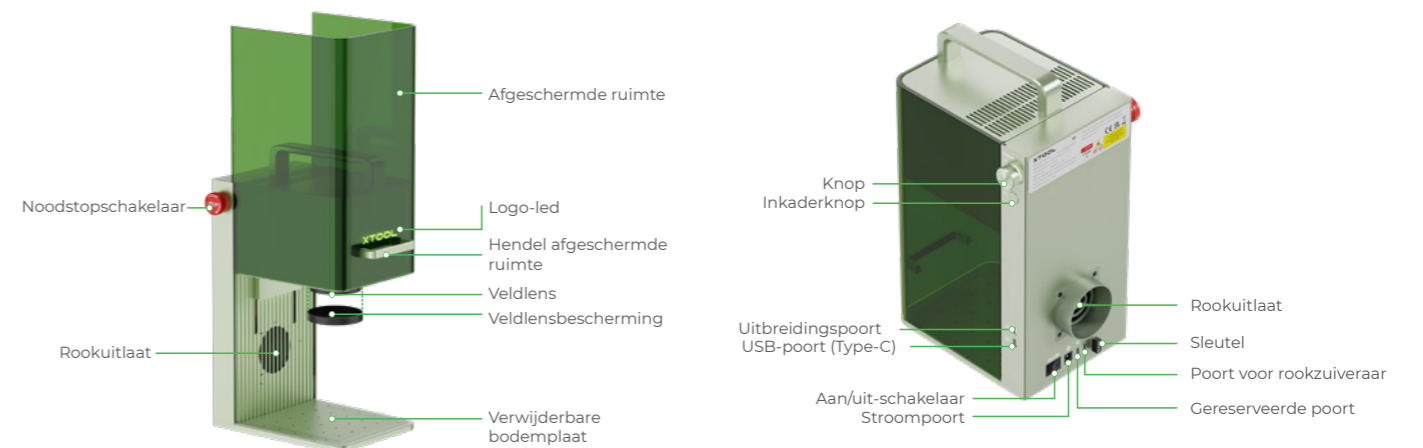 Afgeschermde ruimte
Noodstopschakelaar
Logo-led
XTOOL
Hendel afgeschermde
ruimte
Veldlens
Veldlensbescherming
Rookuitlaat
Verwijderbare
bodemplaat
XTOOL
Knop
Inkaderknop
Rookuitlaat
Uitbreidingspoort
USB-poort (Type-C)
Sleutel
Poort voor rookzuiveraar
Aan/uit-schakelaar
Gereserveerde poort
Stroompoort